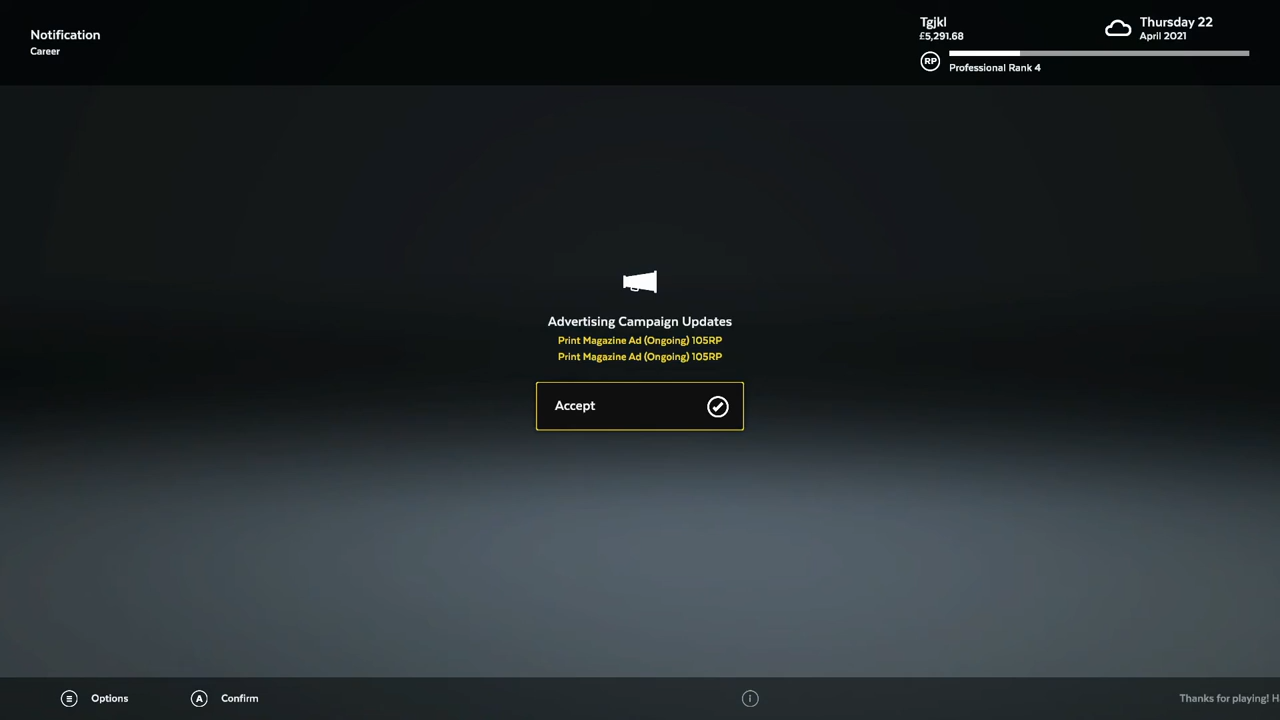 Notification
Career
Tgjkl
£5,291.68
Thursday 22
April 2021
RP
Professional Rank 4
Advertising Campaign Updates
Print Magazine Ad (Ongoing) 105RP
Print Magazine Ad (Ongoing) 105RP
Accept
Options
A Confirm
Thanks for playing! H